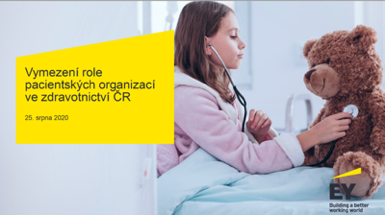 Vymezení role
pacientských organizací
ve zdravotnictví ČR
25. srpna 2020
EY
Building a better
working world